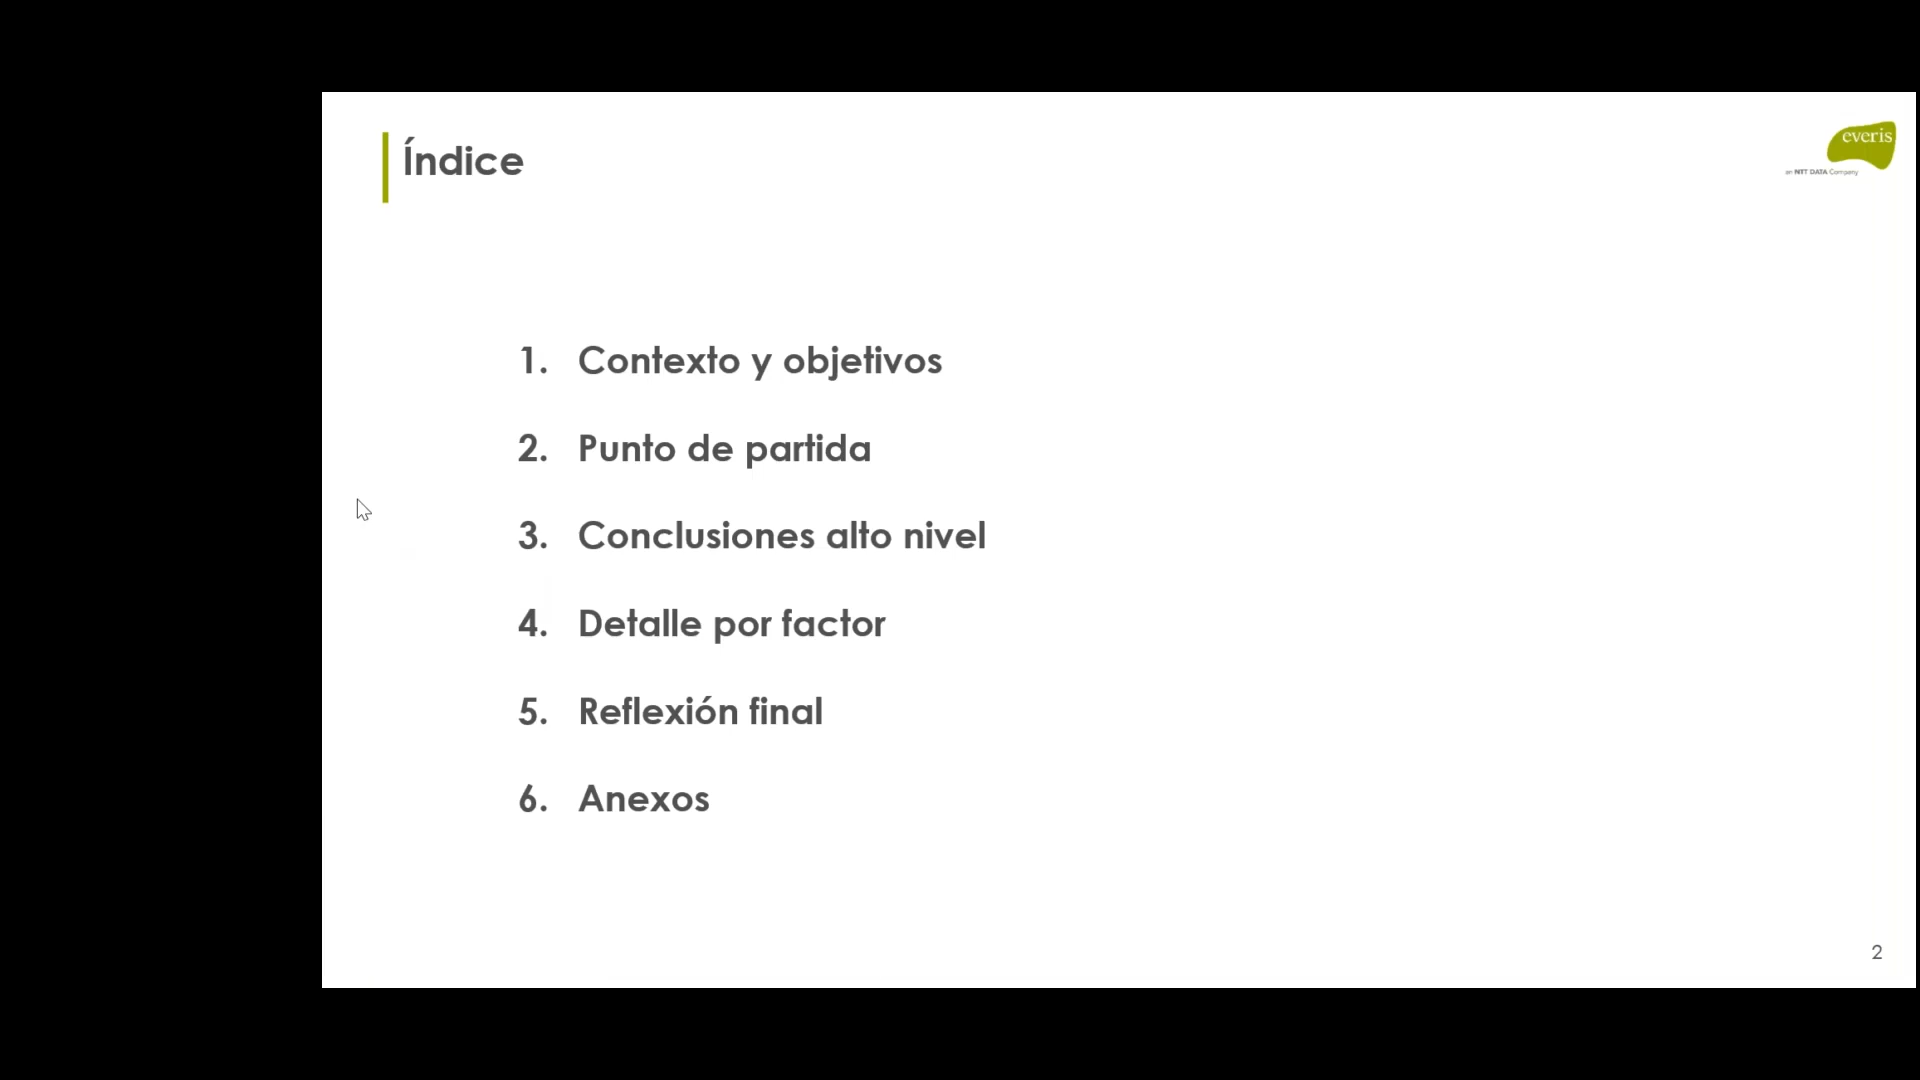 Índice
everis
an NTT DATA Company
1. Contexto y objetivos
2. Punto de partida
3. Conclusiones alto nivel
4. Detalle por factor
5. Reflexión final
6. Anexos
2